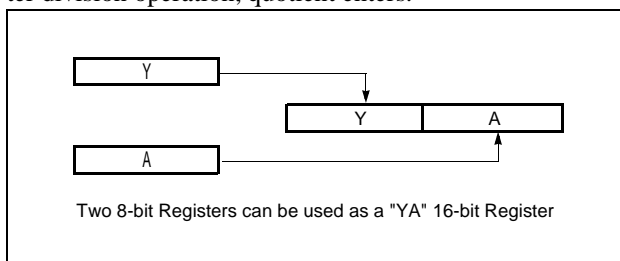 ter division operation, quotient enters.
Y
Y A
A
Two 8-bit Registers can be used as a "YA" 16-bit Register